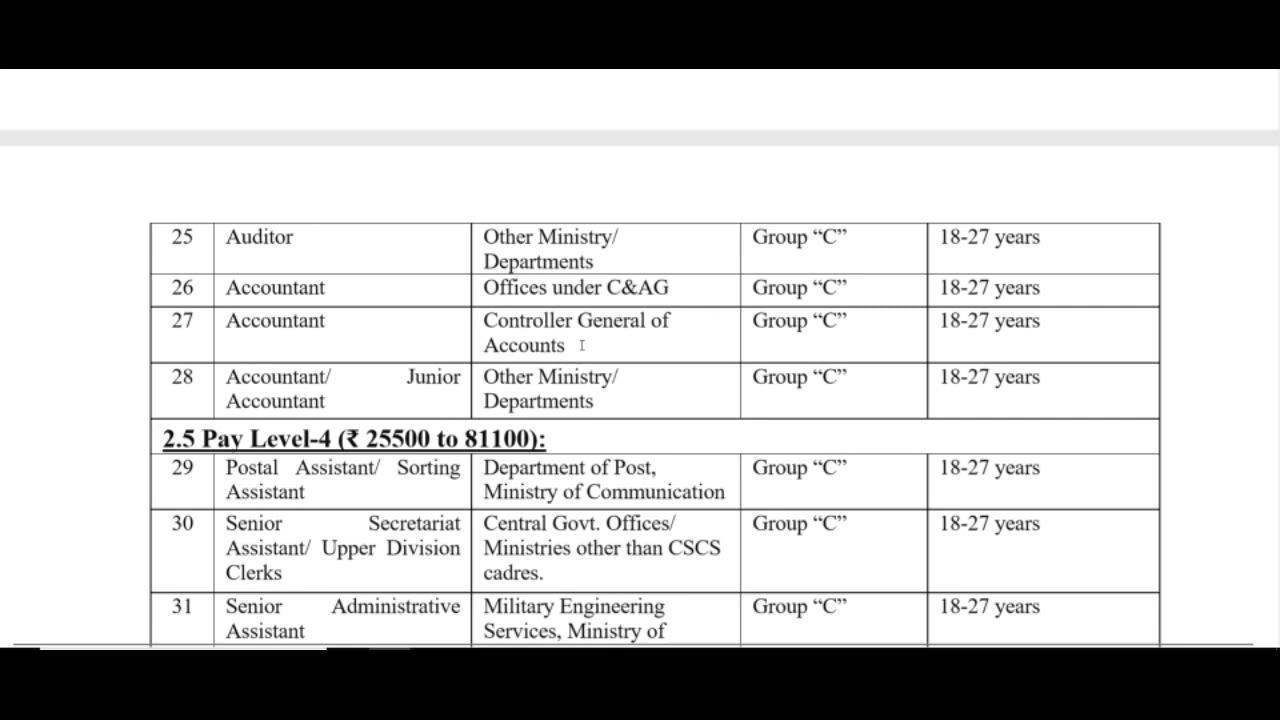 25 Auditor Other Ministry/ Group “C” 18-27 years
Departments
26 Accountant Offices under C&AG Group “C” 18-27 years
27 Accountant Controller General of Group “C” 18-27 years
Accounts
28 Accountant/ Junior Other Ministry/ Group “C” 18-27 years
Accountant Departments
2.5 Pay Level-4 (₹ 25500 to 81100):
29 Postal Assistant/ Sorting Department of Post, Group “C” 18-27 years
Assistant Ministry of Communication
30 Senior Secretariat Central Govt. Offices/ Group “C” 18-27 years
Assistant/ Upper Division Ministries other than CSCS
Clerks cadres.
31 Senior Administrative Military Engineering Group “C” 18-27 years
Assistant Services, Ministry of